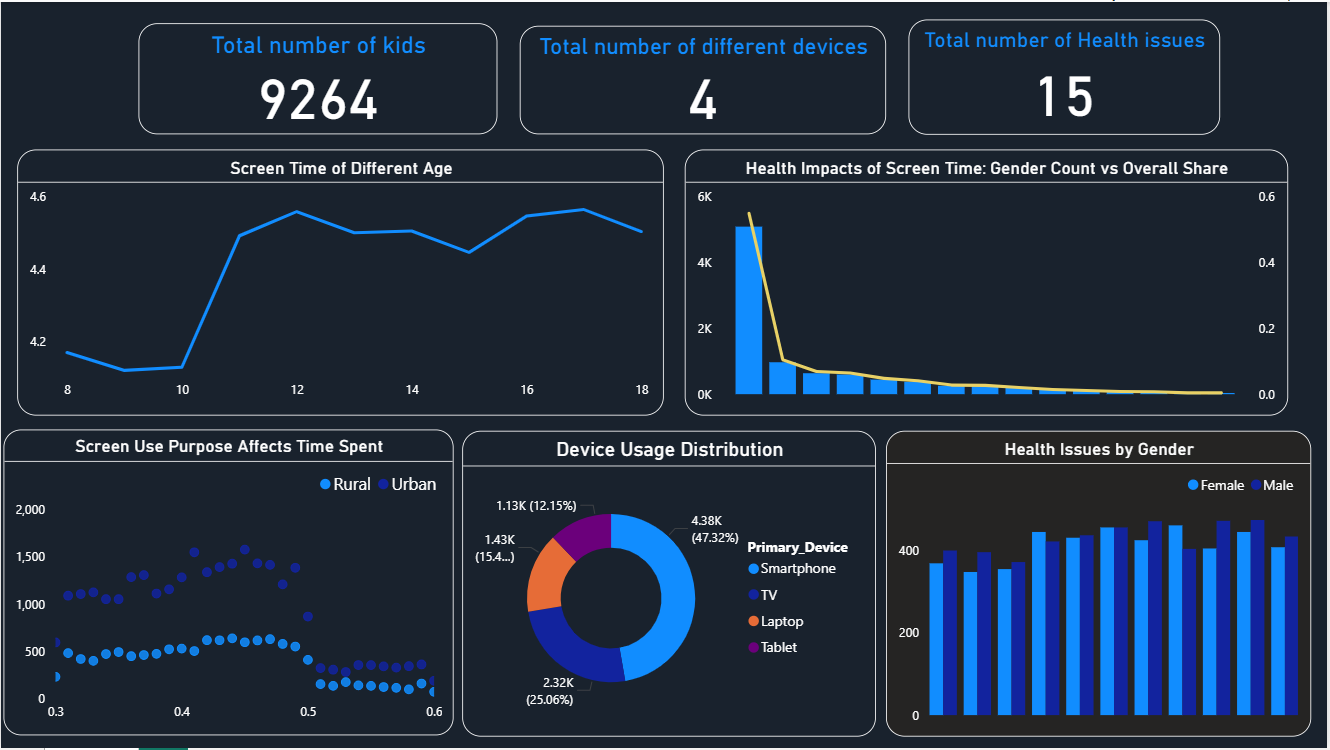 Total number of kids
9264
Total number of different devices
4
Total number of Health issues
15
Screen Time of Different Age
4.6
4.4
4.2
8
10
12
14
16
18
Health Impacts of Screen Time: Gender Count vs Overall Share
6K
4K
2K
0K
0.6
0.4
0.2
0.0
Screen Use Purpose Affects Time Spent
Rural
Urban
2,000
1,500
1,000
500
0
0.3
0.4
0.5
0.6
Device Usage Distribution
1.13K (12.15%)
1.43K
(15.4...)
4.38K
(47.32%)
2.32K
(25.06%)
Primary_Device
Smartphone
TV
Laptop
Tablet
Health Issues by Gender
Female
Male
400
200
0